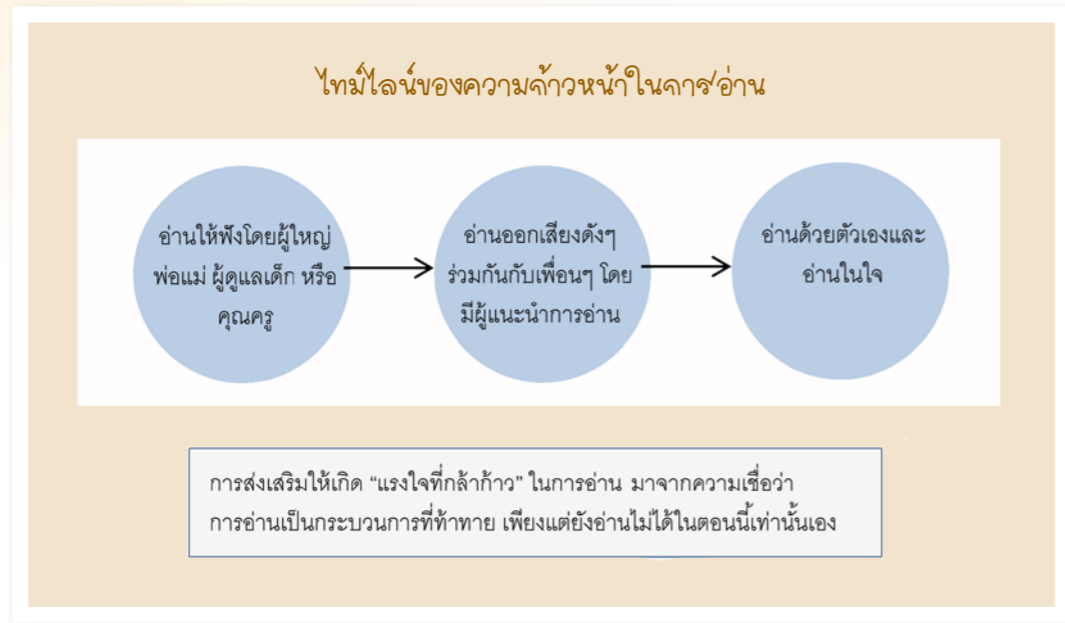 ไทม์ไลน์ของความก้าวหน้าในการอ่าน
อ่านให้ฟังโดยผู้ใหญ่
พ่อแม่ ผู้ดูแลเด็ก หรือ
คุณครู
อ่านออกเสียงดังๆ
ร่วมกันกับเพื่อนๆ โดย
มีผู้แนะนำการอ่าน
อ่านด้วยตัวเองและ
อ่านในใจ
การส่งเสริมให้เกิด “แรงใจที่กล้าก้าว” ในการอ่าน มาจากความเชื่อว่า
การอ่านเป็นกระบวนการที่ท้าทาย เพียงแต่ยังอ่านไม่ได้ในตอนนี้เท่านั้นเอง